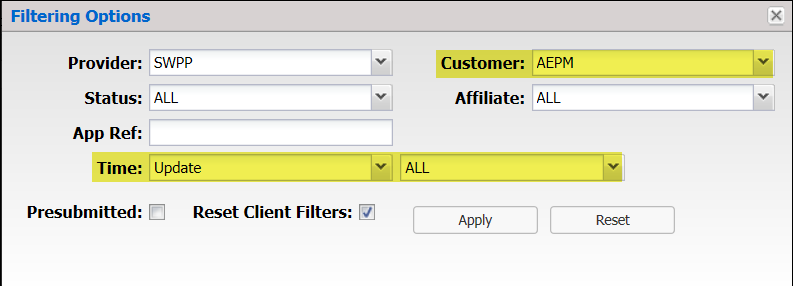 Filtering Options
Provider: SWPP Customer: AEPM
Status: ALL Affiliate: ALL
App Ref:
Time: Update ALL
Presubmitted: Reset Client Filters: Apply Reset